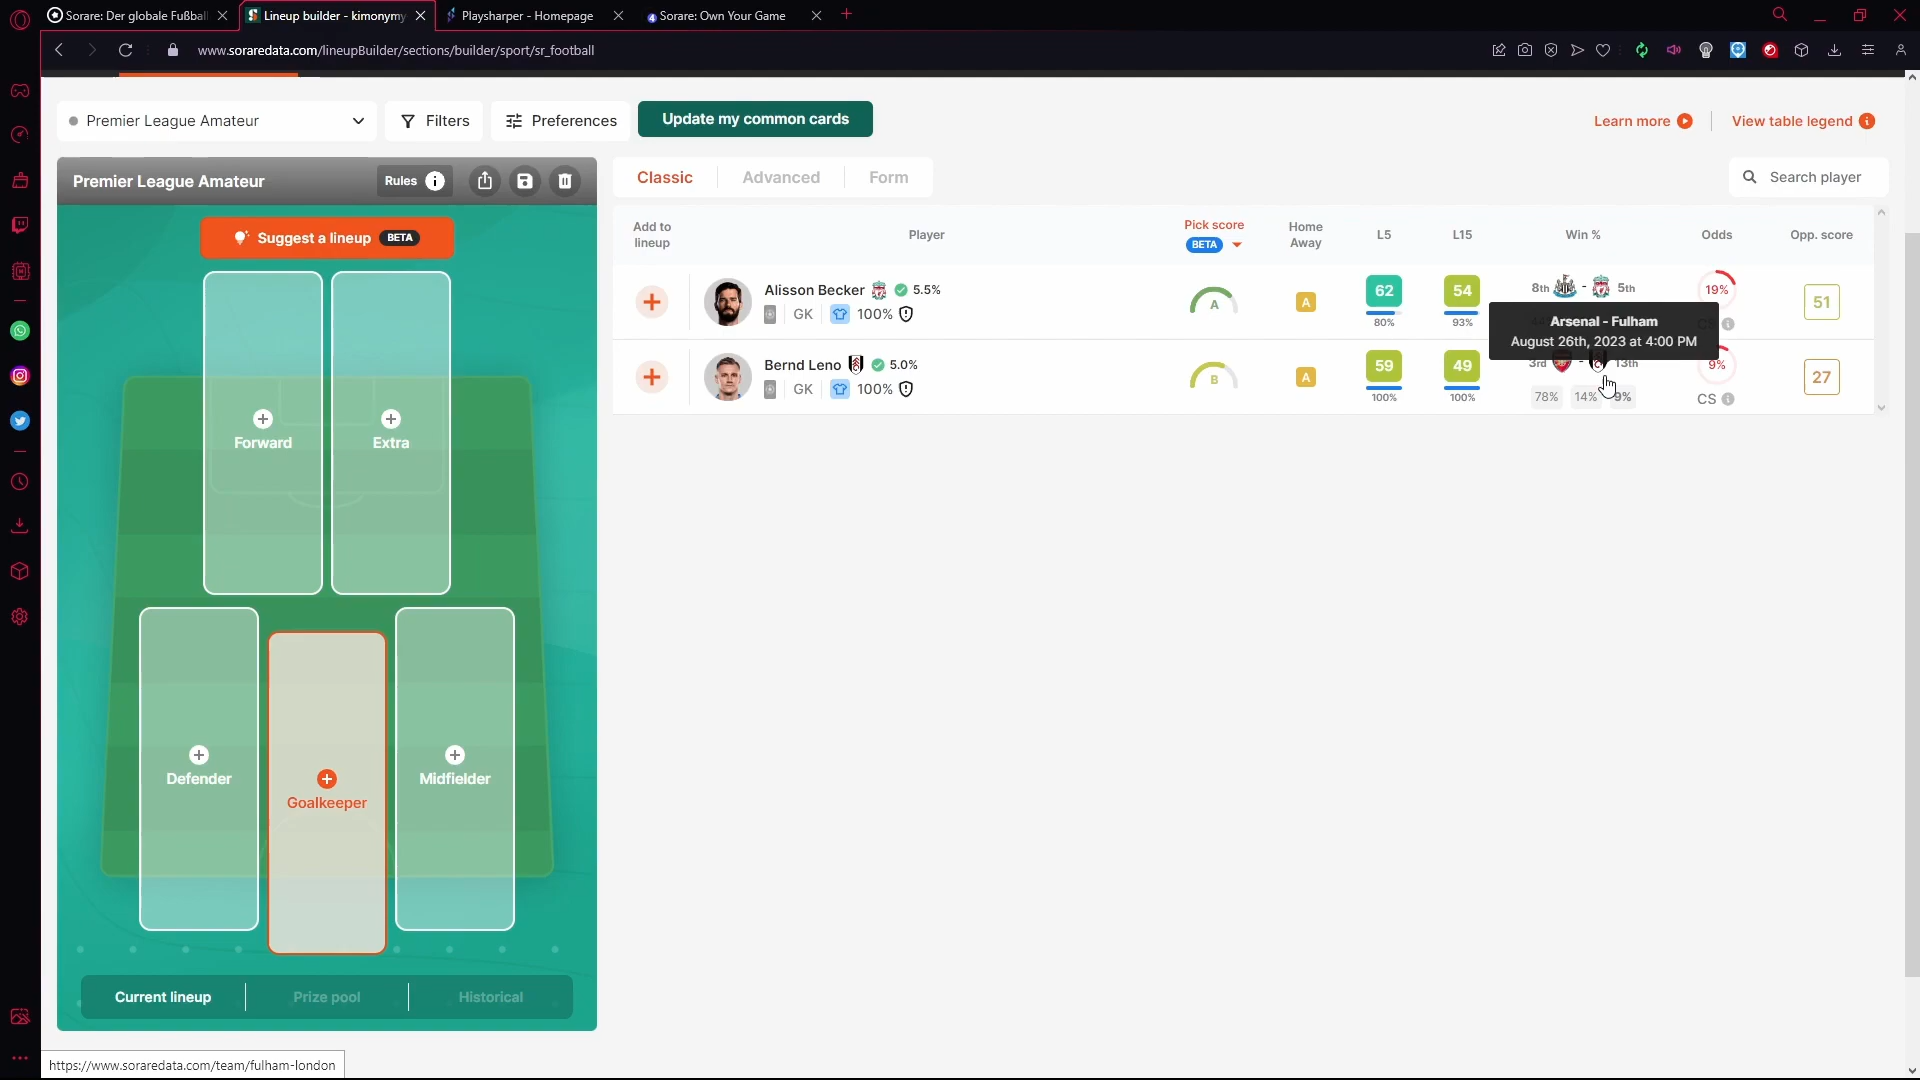 Sorare: Der globale Fußball
Lineup builder - kimonymy
Playsharper - Homepage
Sorare: Own Your Game
www.soraredata.com/lineupBuilder/sections/builder/sport/sr_football
Premier League Amateur
Filters
Preferences
Update my common cards
Learn more
View table legend
Premier League Amateur
Rules
Classic
Advanced
Form
Search player
Suggest a lineup BETA
Add to
lineup
Player
Pick score
BETA
Home
Away
L5
L15
Win %
Odds
Opp. score
Alisson Becker 5.5%
GK 100%
A
A
62
80%
54
93%
8th - 5th
19%
51
Arsenal - Fulham
August 26th, 2023 at 4:00 PM
Bernd Leno 5.0%
GK 100%
B
A
59
100%
49
100%
3rd - 13th
78% 14% 9%
9%
CS
27
Forward
Extra
Defender
Goalkeeper
Midfielder
Current lineup
Prize pool
Historical
https://www.soraredata.com/team/fulham-london